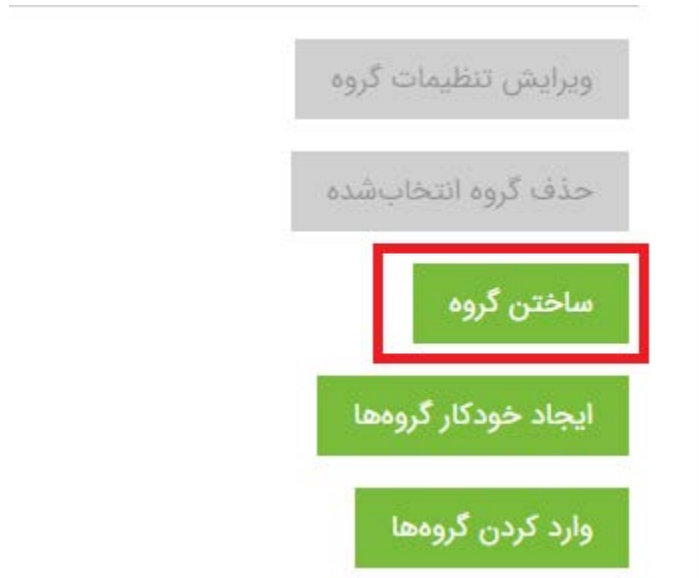 ویرایش تنظیمات گروه
حذف گروه انتخاب‌شده
ساختن گروه
ایجاد خودکار گروه‌ها
وارد کردن گروه‌ها